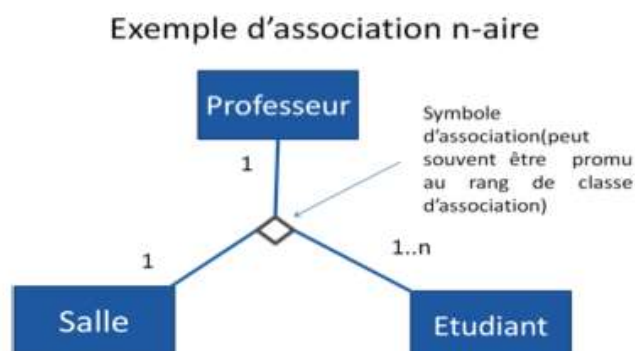 Exemple d'association n-aire
Professeur
Symbole
d'association(peut
souvent être promu
au rang de classe
d'association)
1
1
1..n
Salle
Etudiant